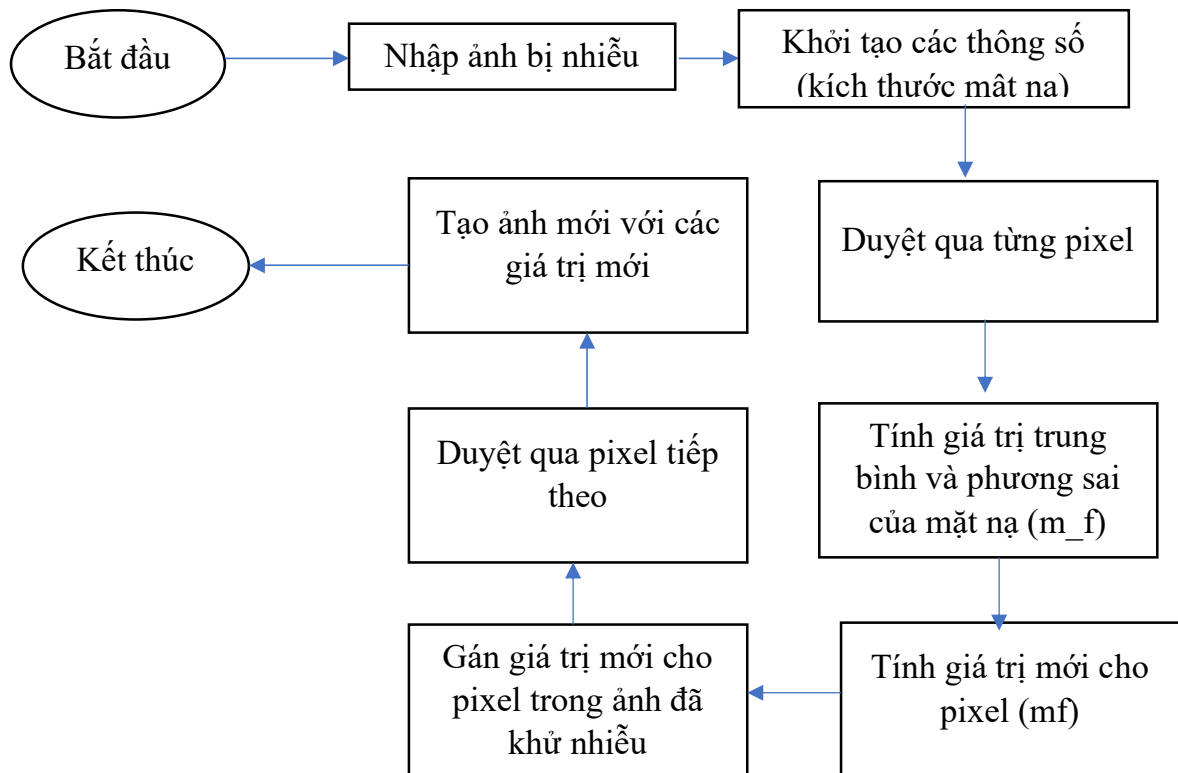 Bắt đầu
Nhập ảnh bị nhiễu
Khởi tạo các thông số
(kích thước mât na)
Duyệt qua từng pixel
Tính giá trị trung
bình và phương sai
của mặt nạ (m_f)
Tính giá trị mới cho
pixel (mf)
Gán giá trị mới cho
pixel trong ảnh đã
khử nhiễu
Duyệt qua pixel tiếp
theo
Tạo ảnh mới với các
giá trị mới
Kết thúc